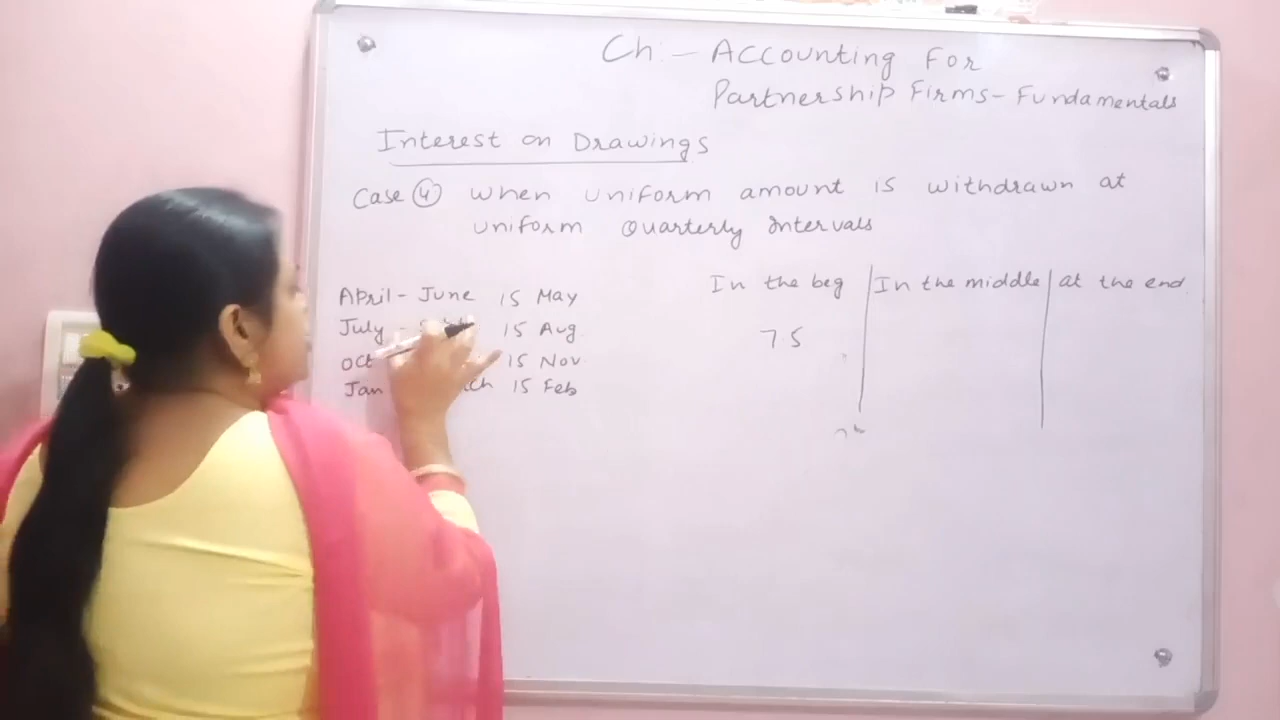 Ch:- Accounting For
Partnership Firms- Fundamentals
Interest on Drawings
Case 4 When uniform amount is withdrawn at
uniform Quarterly Intervals
April - June 15 May
July - 15 Aug
Oct 15 Nov
Jan 15 Feb
In the beg In the middle at the end
7.5